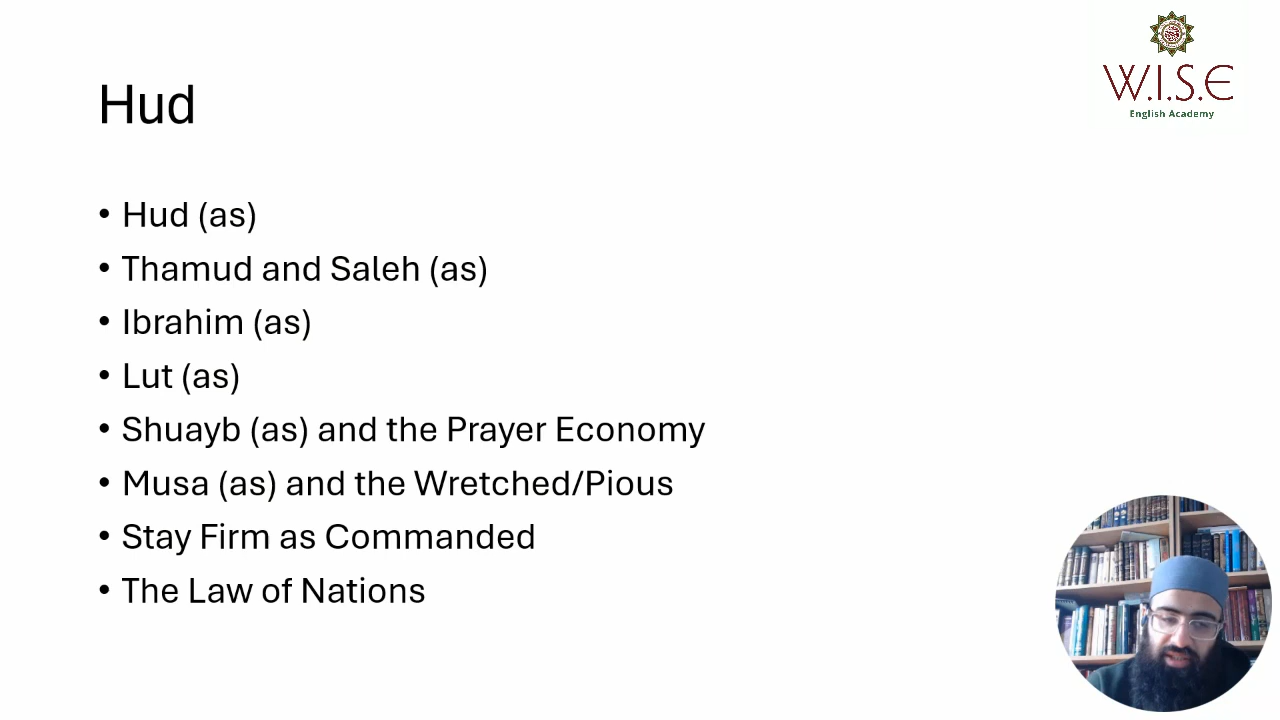 W.I.S.E
English Academy
Hud
• Hud (as)
• Thamud and Saleh (as)
• Ibrahim (as)
• Lut (as)
• Shuayb (as) and the Prayer Economy
• Musa (as) and the Wretched/Pious
• Stay Firm as Commanded
• The Law of Nations